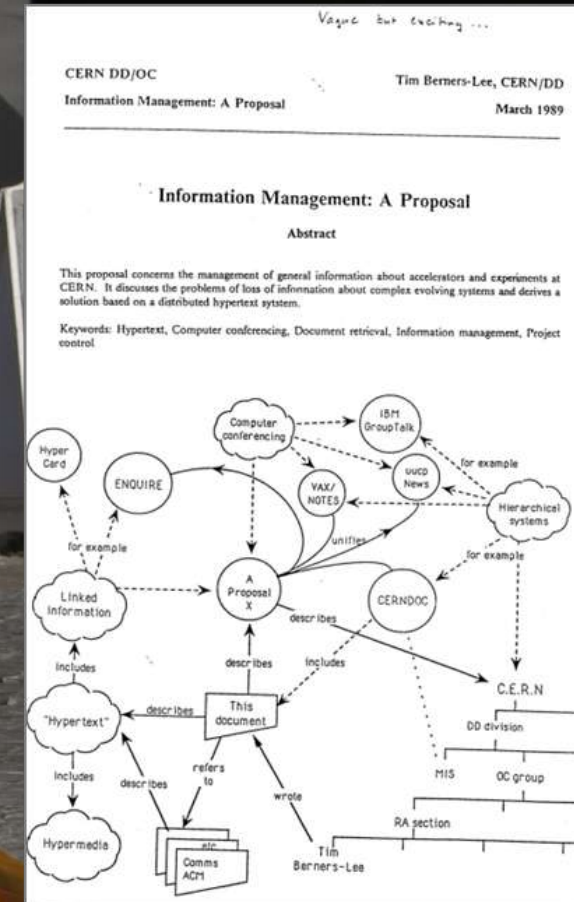 Vague but exciting ...
CERN DD/OC
Tim Berners-Lee, CERN/DD
Information Management: A Proposal
March 1989
Information Management: A Proposal
Abstract
This proposal concerns the management of general information about accelerators and experiments at
CERN. It discusses the problems of loss of information about complex evolving systems and derives a
solution based on a distributed hypertext sytstem.
Keywords: Hypertext, Computer conferencing, Document retrieval, Information management, Project
control
Computer
conferencing
IBM
GroupTalk
Hyper
Card
ENQUIRE
VAX/
NOTES
uucp
News
for example
Hierarchical
systems
for example
unifies
for example
Linked
information
A
Proposal
X
CERNDOC
describes
includes
describes
includes
C.E.R.N
"Hypertext"
describes
This
document
DD division
includes
describes
refers
to
wrote
MIS
OC group
RA section
Hypermedia
etc
Comms
ACM
Tim
Berners-Lee